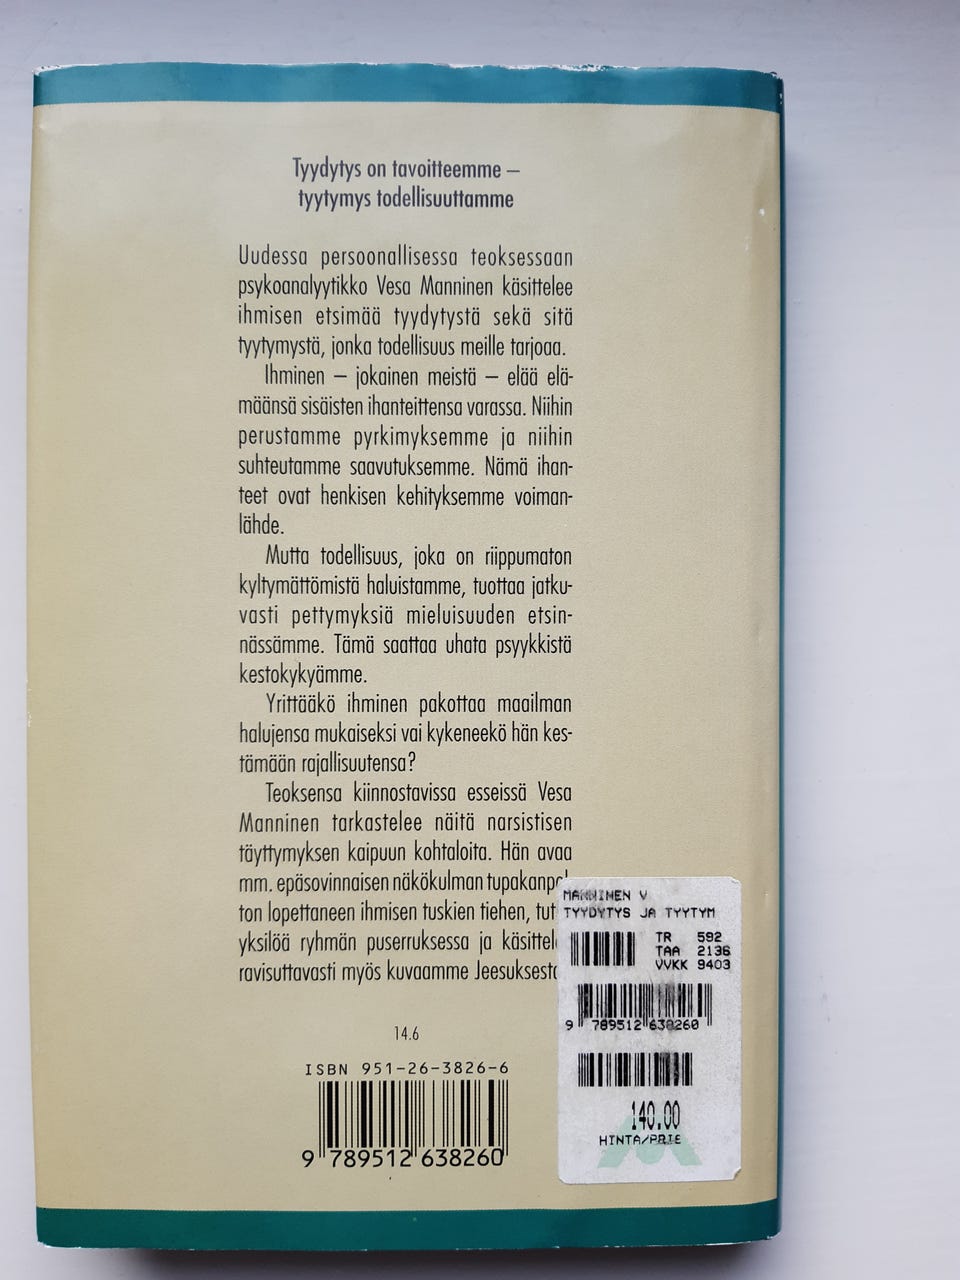 Tyydytys on tavoitteemme –
tyytymys todellisuuttamme
Uudessa persoonallisessa teoksessaan
psykoanalyytikko Vesa Manninen käsittelee
ihmisen etsimää tyydytystä sekä sitä
tyytymystä, jonka todellisuus meille tarjoaa.
Ihminen – jokainen meistä – elää elä-
määnsä sisäisten ihanteittensa varassa. Niihin
perustamme pyrkimyksemme ja niihin
suhteutamme saavutuksemme. Nämä ihan-
teet ovat henkisen kehityksemme voiman-
lähde.
Mutta todellisuus, joka on riippumaton
kyltymättömistä haluistamme, tuottaa jatku-
vasti pettymyksiä mieluisuuden etsin-
nässämme. Tämä saattaa uhata psyykkistä
kestokykyämme.
Yrittääkö ihminen pakottaa maailman
halujensa mukaiseksi vai kykeneekö hän kes-
tämään rajallisuutensa?
Teoksensa kiinnostavissa esseissä Vesa
Manninen tarkastelee näitä narsistisen
täyttymyksen kaipuun kohtaloita. Hän avaa
mm. epäsovinnaisen näkökulman tupakanpol-
ton lopettaneen ihmisen tuskien tiehen, tut
yksilöä ryhmän puserruksessa ja käsittele
ravisuttavasti myös kuvaamme Jeesuksesta
14.6
ISBN 951-26-3826-6
9 789512 638260
MANNINEN V
TYYDYTYS JA TYYTYM
TR 592
TAA 2136
VVKK 9403
9 789512 638260
140.00
HINTA/PRIE